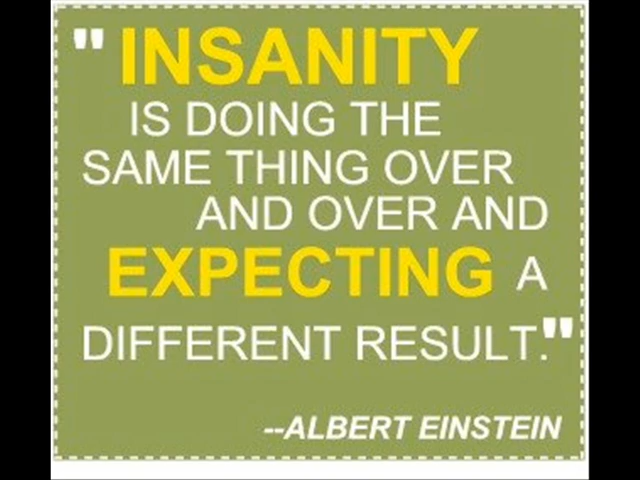 "INSANITY
IS DOING THE
SAME THING OVER
AND OVER AND
EXPECTING A
DIFFERENT RESULT."
--ALBERT EINSTEIN